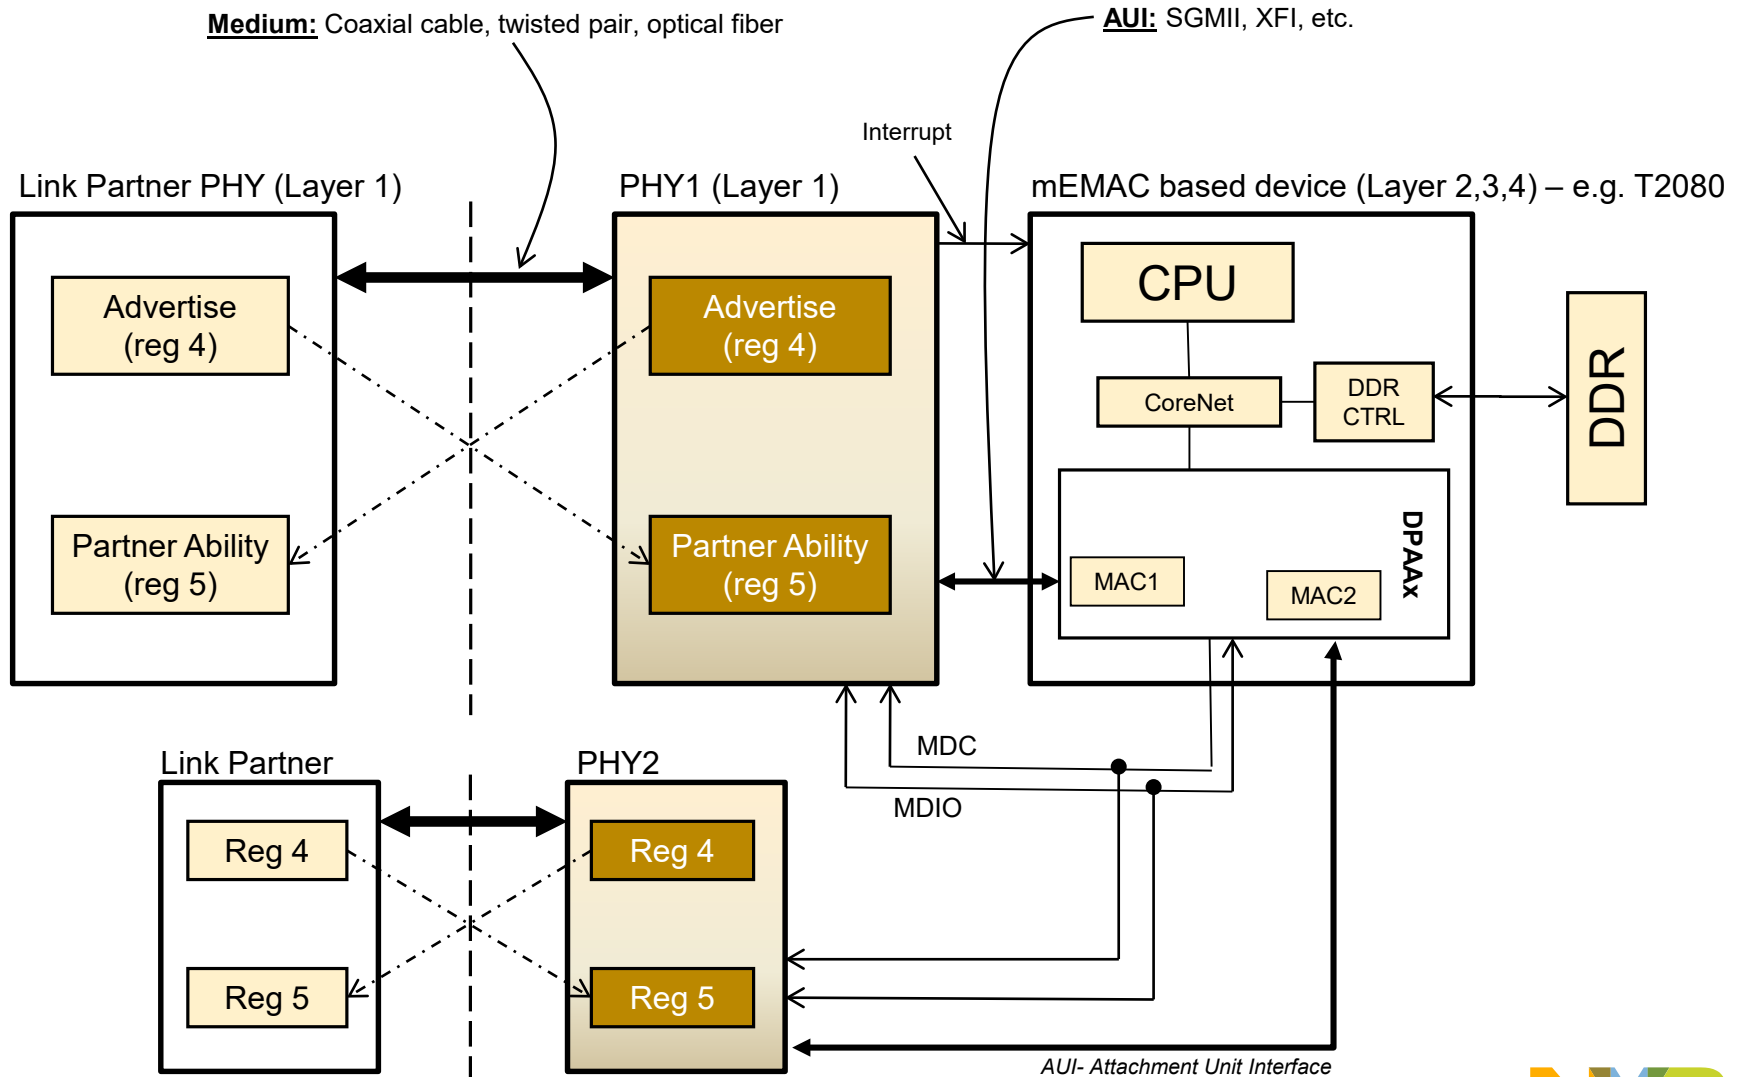 Medium: Coaxial cable, twisted pair, optical fiber
AUI: SGMII, XFI, etc.
Interrupt
Link Partner PHY (Layer 1)
PHY1 (Layer 1)
mEMAC based device (Layer 2,3,4) – e.g. T2080
Advertise
(reg 4)
Advertise
(reg 4)
CPU
CoreNet
DDR
CTRL
DDR
Partner Ability
(reg 5)
Partner Ability
(reg 5)
MAC1
MAC2
DPAAx
MDC
MDIO
Link Partner
PHY2
Reg 4
Reg 4
Reg 5
Reg 5
AUI- Attachment Unit Interface